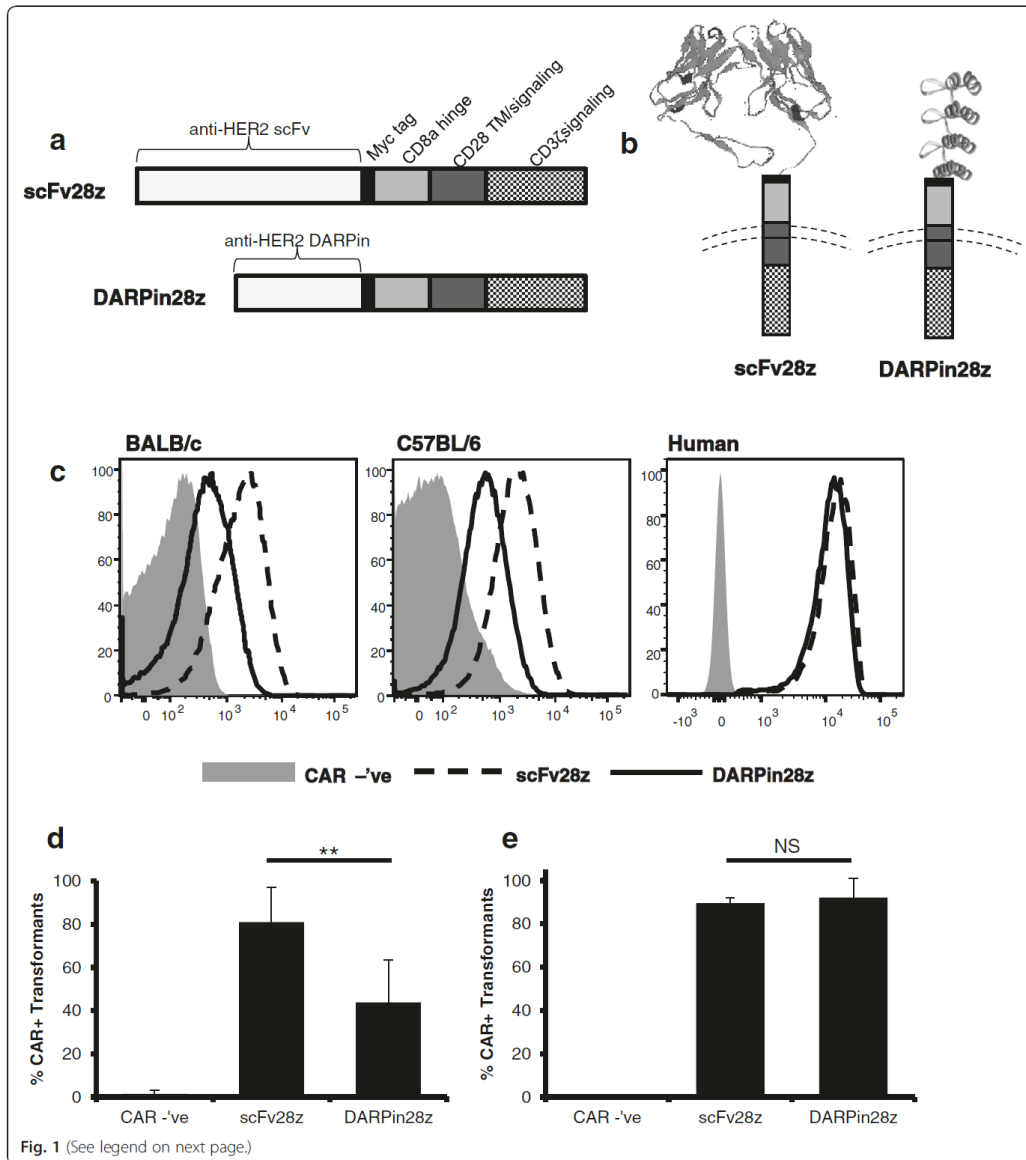 a
anti-HER2 scFv
Myc tag
CD8a hinge
CD28 TM/signaling
CD3ζsignaling
scFv28z
anti-HER2 DARPin
DARPin28z
b
scFv28z
DARPin28z
c
BALB/c
100
80
60
40
20
0
0 10² 10³ 10⁴ 10⁵
C57BL/6
100
80
60
40
20
0
0 10² 10³ 10⁴ 10⁵
Human
100
80
60
40
20
0
-10³ 0 10³ 10⁴ 10⁵
CAR –'ve scFv28z DARPin28z
d
**
% CAR+ Transformants
100
80
60
40
20
0
CAR -'ve scFv28z DARPin28z
e
NS
% CAR+ Transformants
100
80
60
40
20
0
CAR -'ve scFv28z DARPin28z
Fig. 1 (See legend on next page.)